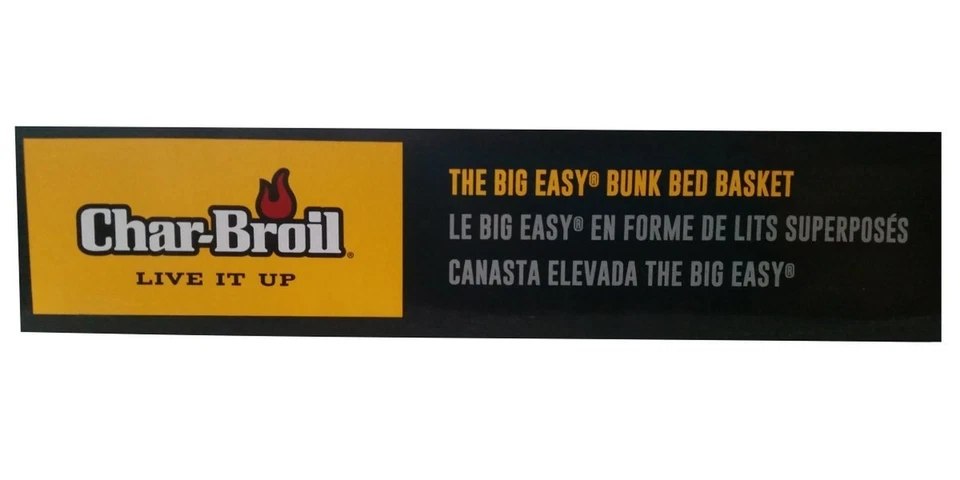 Char-Broil®
LIVE IT UP
THE BIG EASY® BUNK BED BASKET
LE BIG EASY® EN FORME DE LITS SUPERPOSÉS
CANASTA ELEVADA THE BIG EASY®